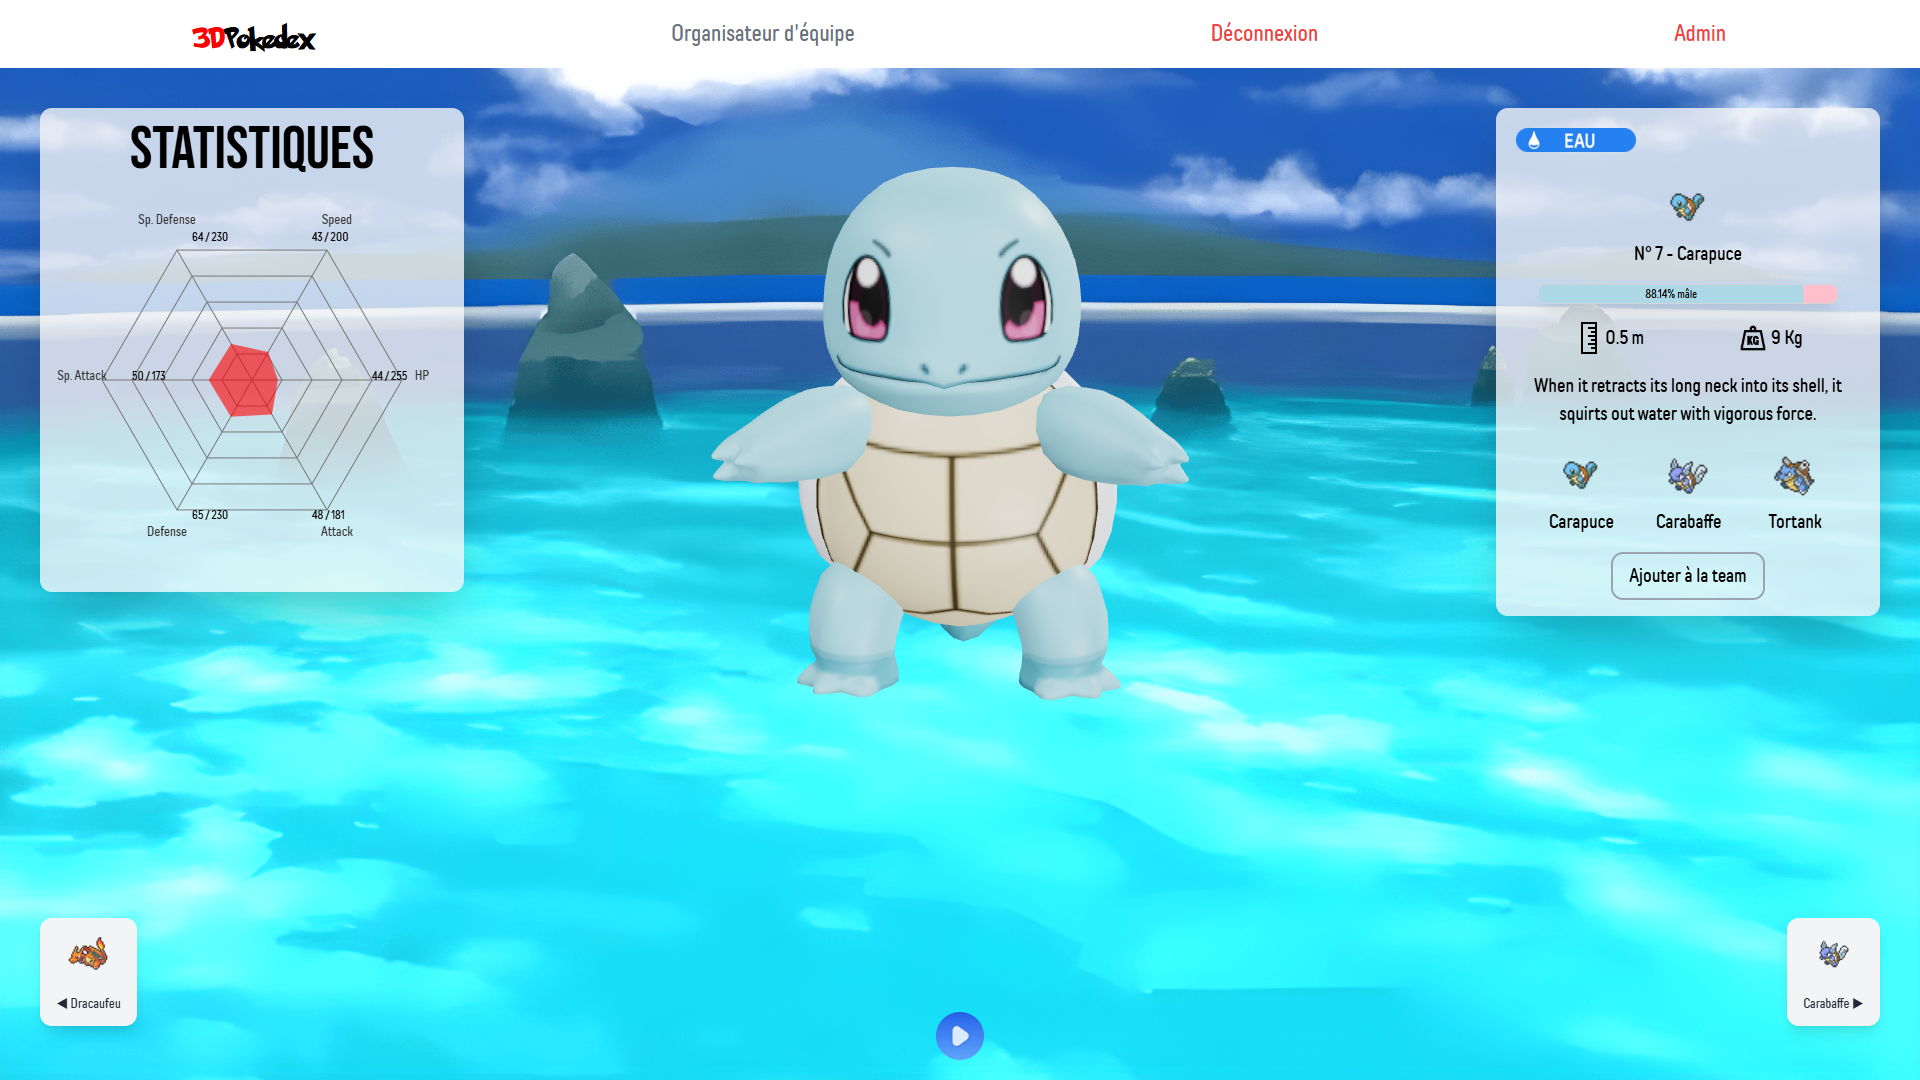 3DPokedex
Organisateur d'équipe
Déconnexion
Admin
STATISTIQUES
Sp. Defense
64 / 230
Speed
43 / 200
Sp. Attack
50 / 173
44 / 255
HP
65 / 230
Defense
48 / 181
Attack
EAU
N° 7 - Carapuce
88.14% mâle
0.5 m
KG
9 Kg
When it retracts its long neck into its shell, it
squirts out water with vigorous force.
Carapuce
Carabaffe
Tortank
Ajouter à la team
◀ Dracaufeu
Carabaffe ▶